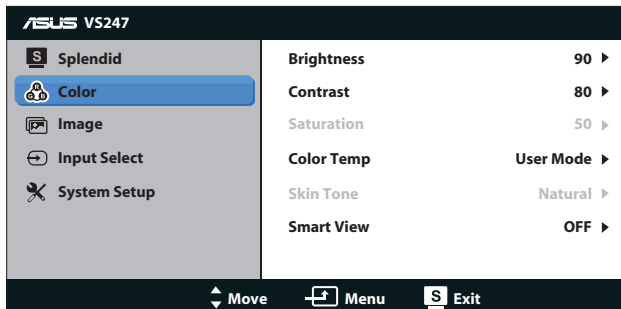 ASUS VS247
S Splendid
Color
Image
Input Select
System Setup
Brightness 90
Contrast 80
Saturation 50
Color Temp User Mode
Skin Tone Natural
Smart View OFF
Move Menu S Exit